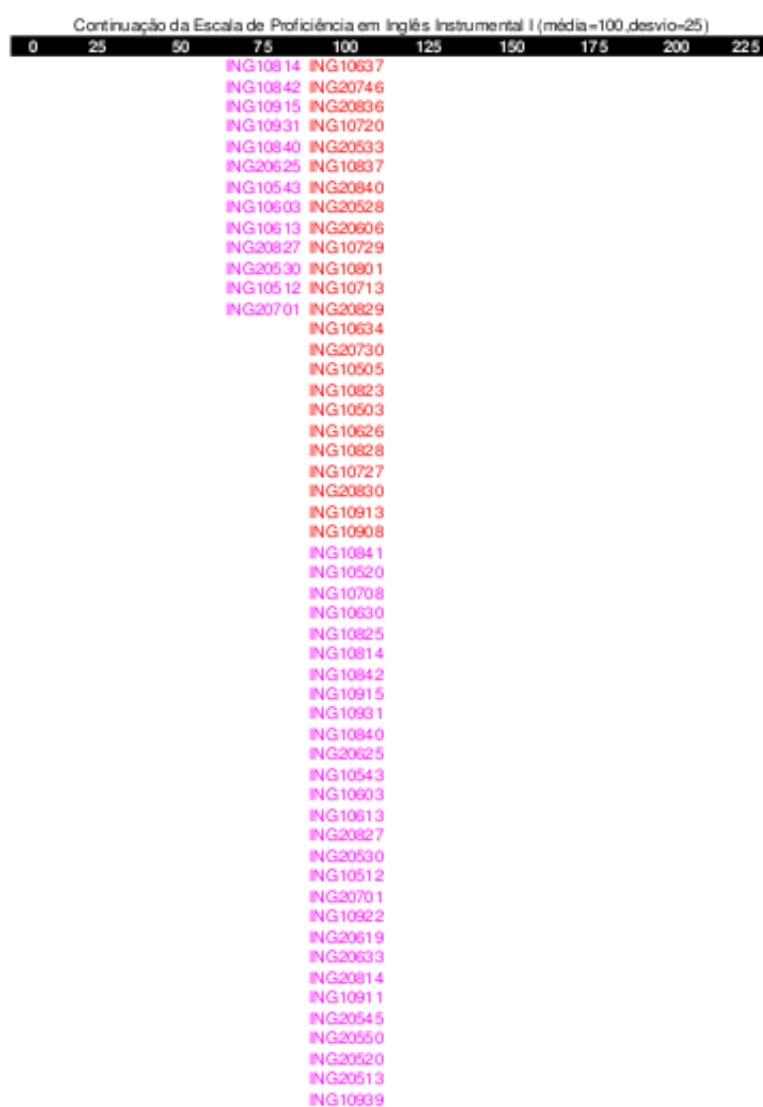 Continuação da Escala de Proficiência em Inglês Instrumental I (média=100,desvio=25)
0 25 50 75 100 125 150 175 200 225
ING10814 ING10637
ING10842 ING20746
ING10915 ING20836
ING10931 ING10720
ING10840 ING20533
ING20625 ING10837
ING10543 ING20840
ING10603 ING20528
ING10613 ING20606
ING20827 ING10729
ING20530 ING10801
ING10512 ING10713
ING20701 ING20829
ING10634
ING20730
ING10505
ING10823
ING10503
ING10626
ING10828
ING10727
ING20830
ING10913
ING10908
ING10841
ING10520
ING10708
ING10630
ING10825
ING10814
ING10842
ING10915
ING10931
ING10840
ING20625
ING10543
ING10603
ING10613
ING20827
ING20530
ING10512
ING20701
ING10922
ING20619
ING20633
ING20814
ING10911
ING20545
ING20550
ING20520
ING20513
ING10939